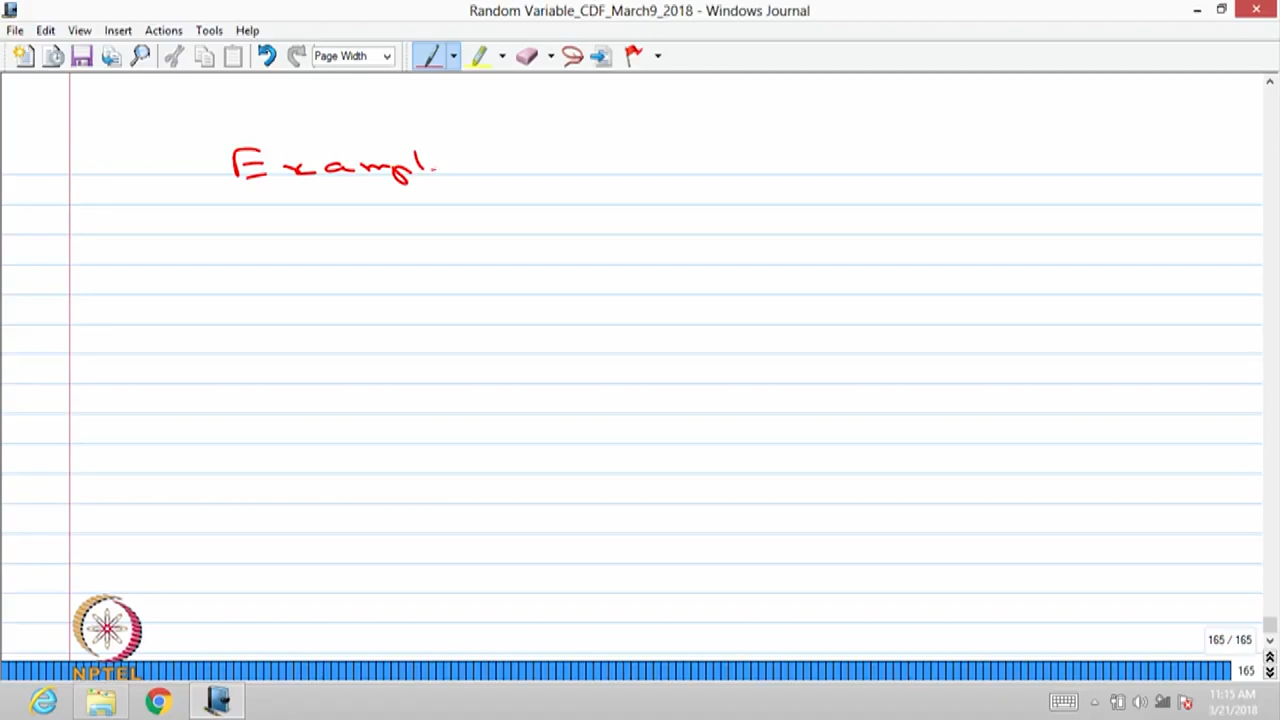 Random Variable_CDF_March9_2018 - Windows Journal
File Edit View Insert Actions Tools Help
Page Width
Exampl
165 / 165
NPTEL
165
11:15 AM
3/21/2018